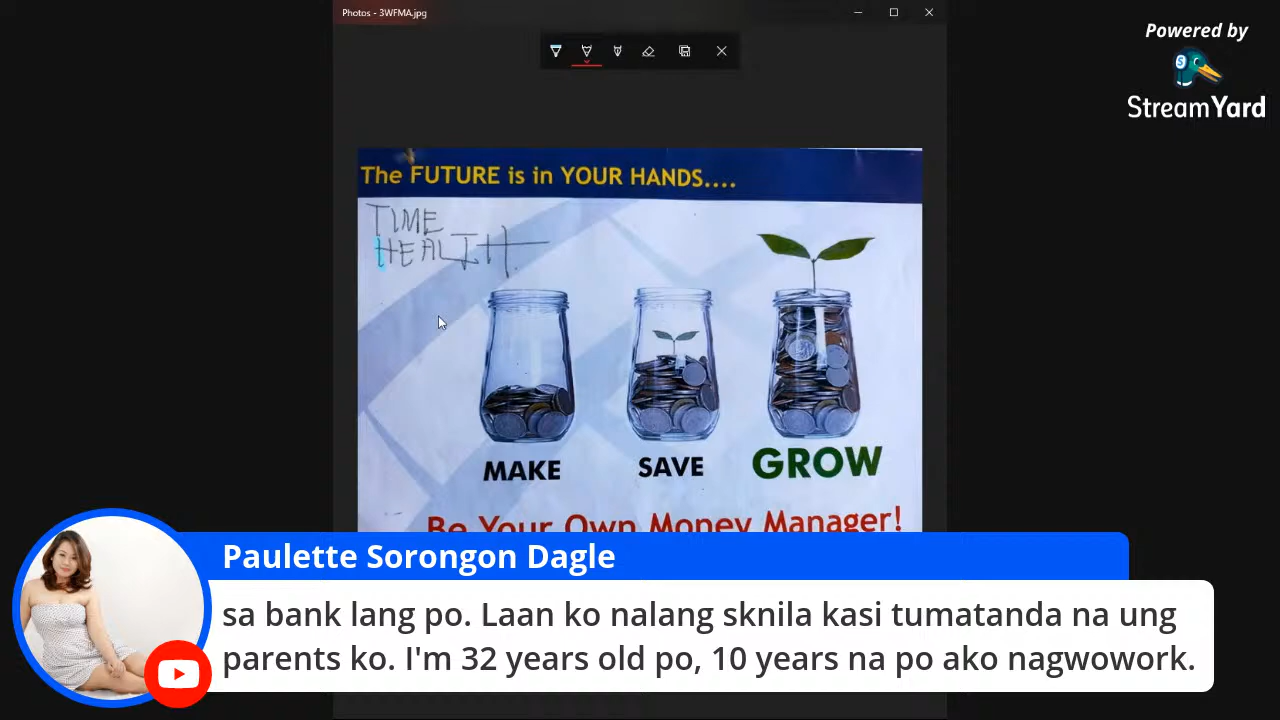 Photos - 3WFMA.jpg
Powered by
StreamYard
The FUTURE is in YOUR HANDS....
TIME
HEALTH
MAKE
SAVE
GROW
Be Your Own Money Manager!
Paulette Sorongon Dagle
sa bank lang po. Laan ko nalang sknila kasi tumatanda na ung
parents ko. I'm 32 years old po, 10 years na po ako nagwowork.